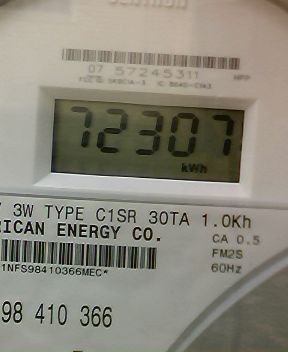 07 57245311
72307
kWh
3W TYPE C1SR 30TA 1.0Kh
RICAN ENERGY CO.
CA 0.5
FM2S
60Hz
1NFS98410366MEC*
98 410 366